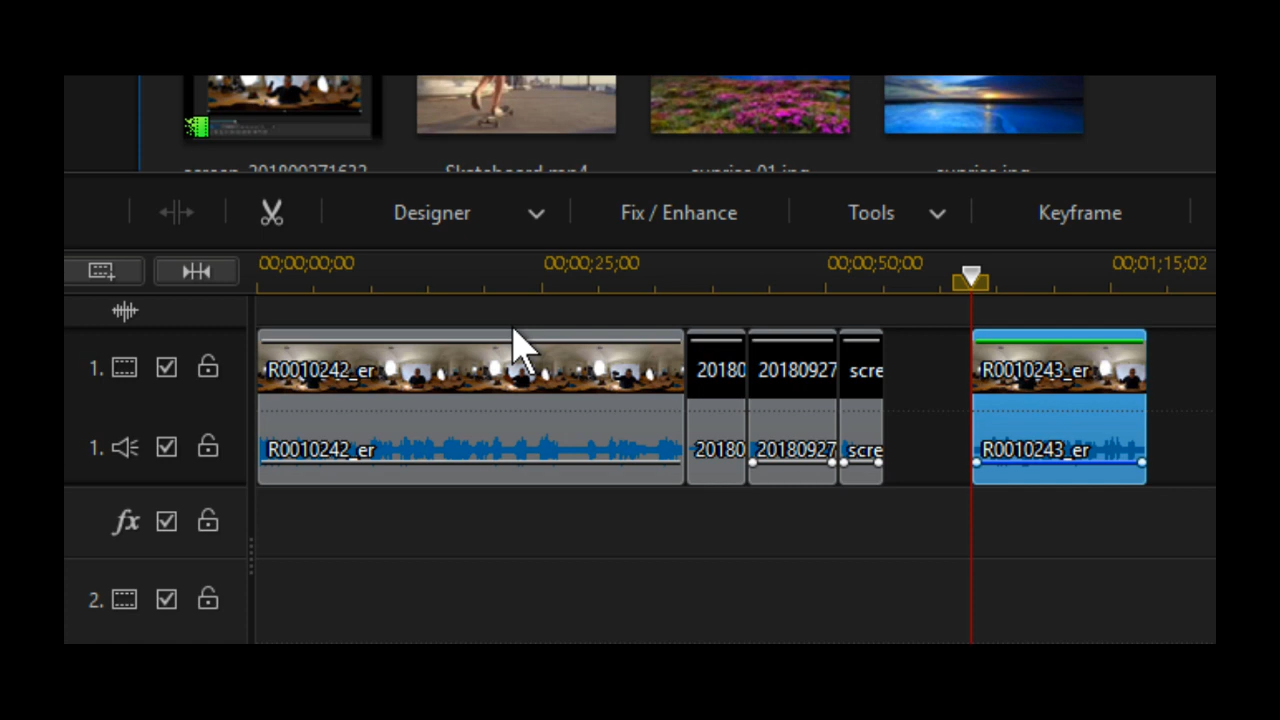 screen_201809271632 Skateboard.mp4 sunrise 01.jpg sunrise.jpg
Designer Fix / Enhance Tools Keyframe
00;00;00;00 00;00;25;00 00;00;50;00 00;01;15;02
1. R0010242_er 20180 20180927 scre R0010243_er
1. R0010242_er 20180 20180927 scre R0010243_er
fx
2.